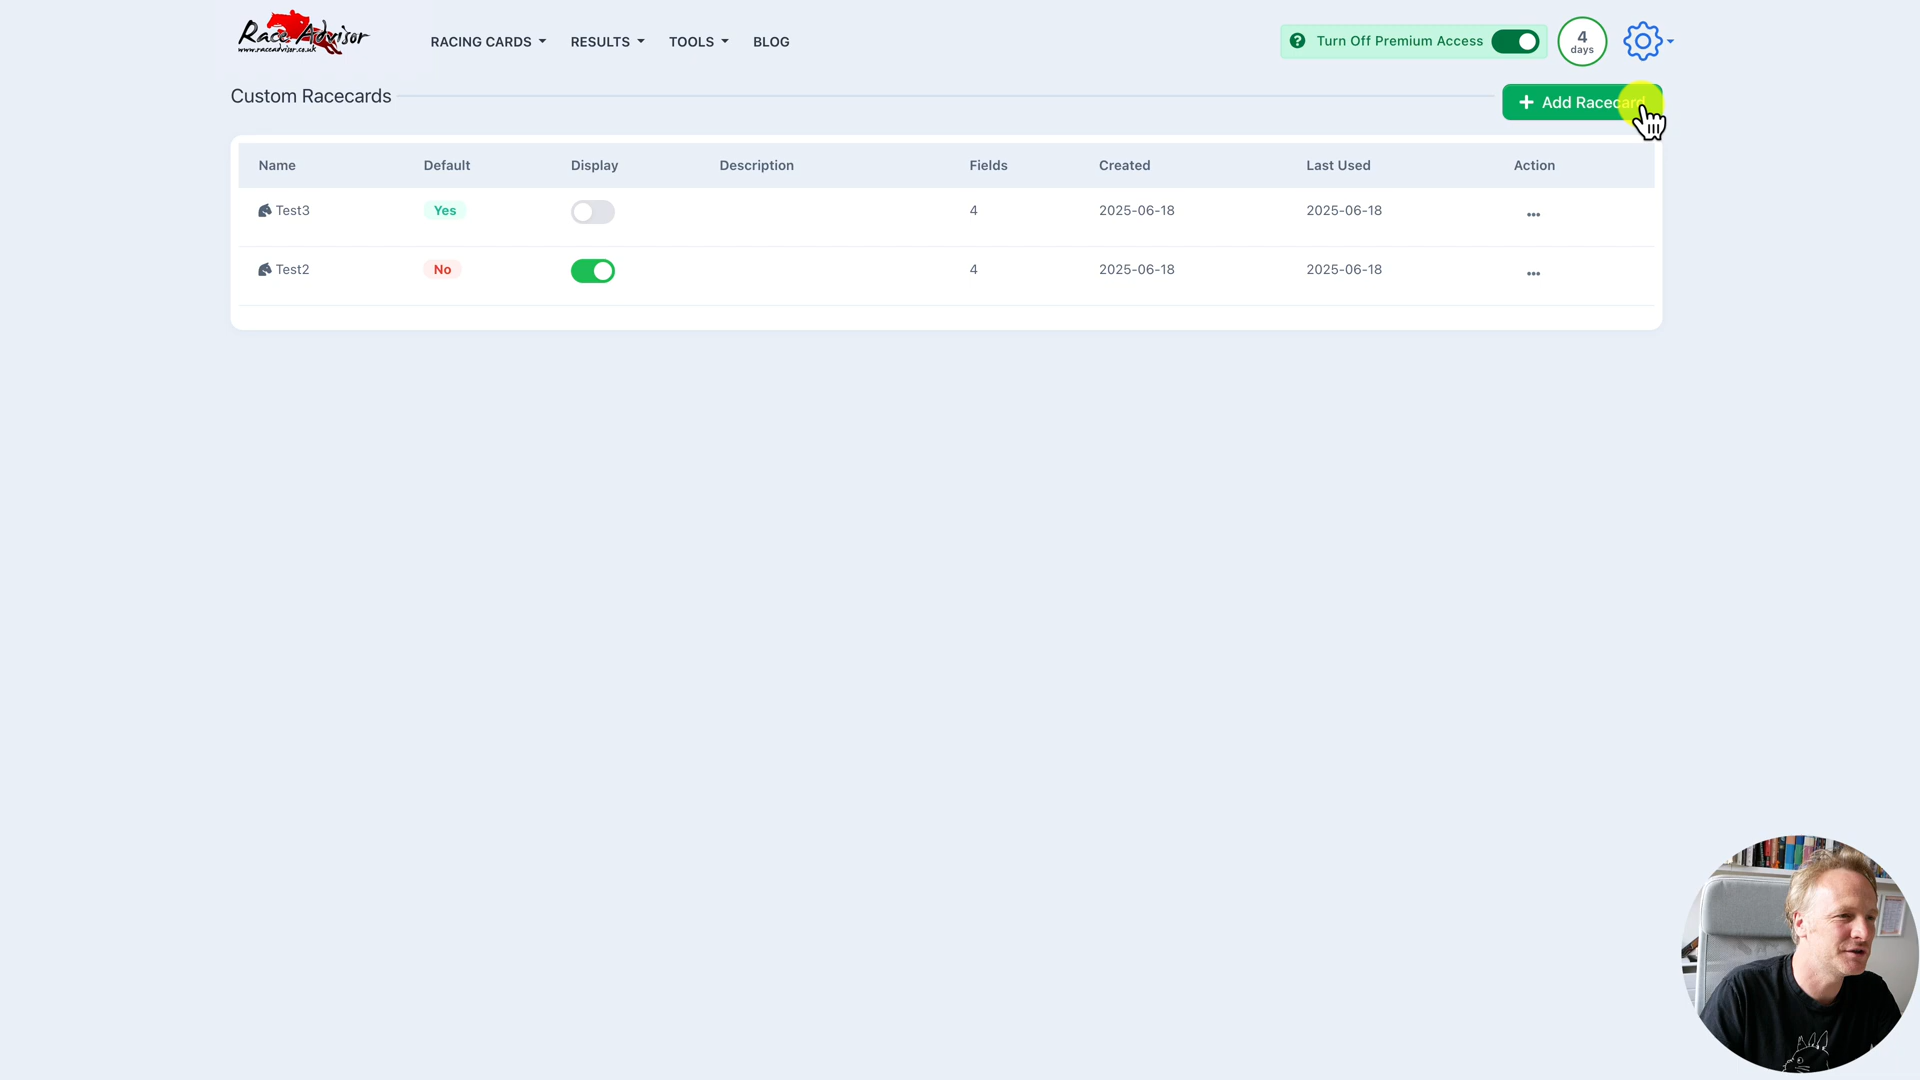 Race Advisor
www.raceadvisor.co.uk
RACING CARDS
RESULTS
TOOLS
BLOG
Turn Off Premium Access
4
days
Custom Racecards
Add Racecard
Name Default Display Description Fields Created Last Used Action
Test3 Yes 4 2025-06-18 2025-06-18
Test2 No 4 2025-06-18 2025-06-18